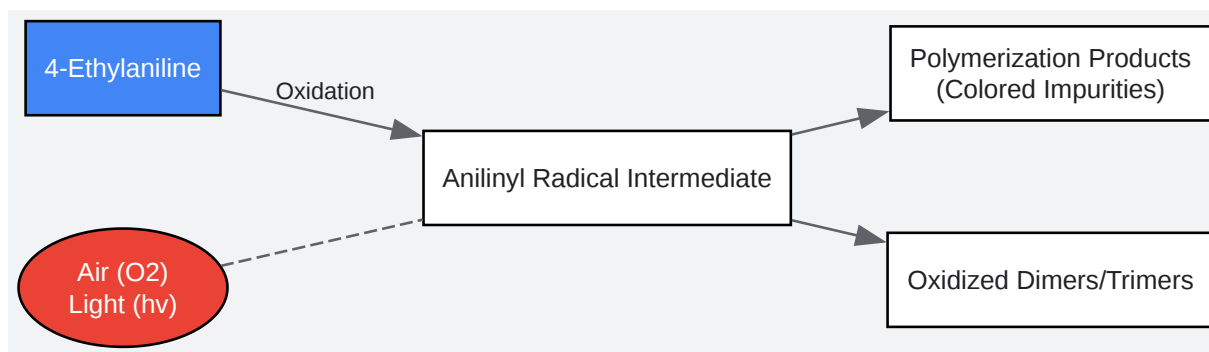 4-Ethylaniline
Oxidation
Air (O2)
Light (hv)
Anilinyl Radical Intermediate
Polymerization Products
(Colored Impurities)
Oxidized Dimers/Trimers